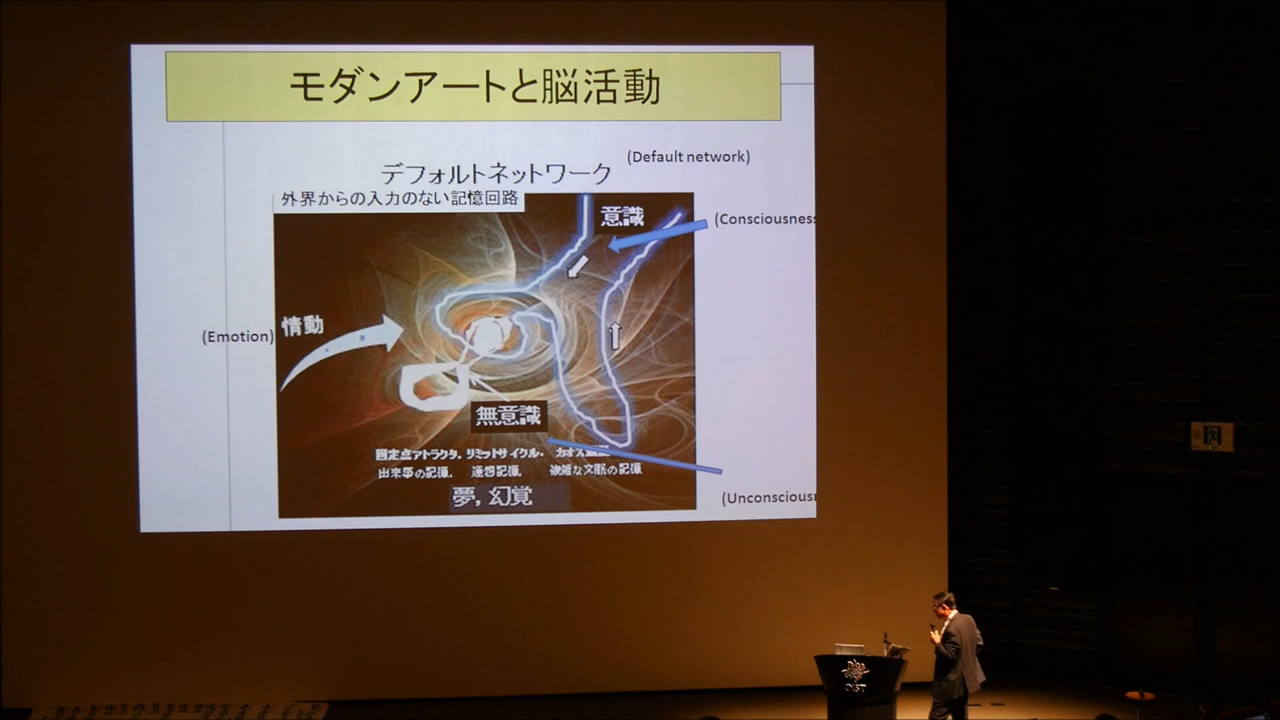 モダンアートと脳活動
(Default network)
デフォルトネットワーク
外界からの入力のない記憶回路
意識
(Consciousness
(Emotion)
情動
無意識
固定点アトラクタ. リミットサイクル. カオス
出来事の記憶. 連想記憶. 複雑な文脈の記憶
夢, 幻覚
(Unconscious
OIST